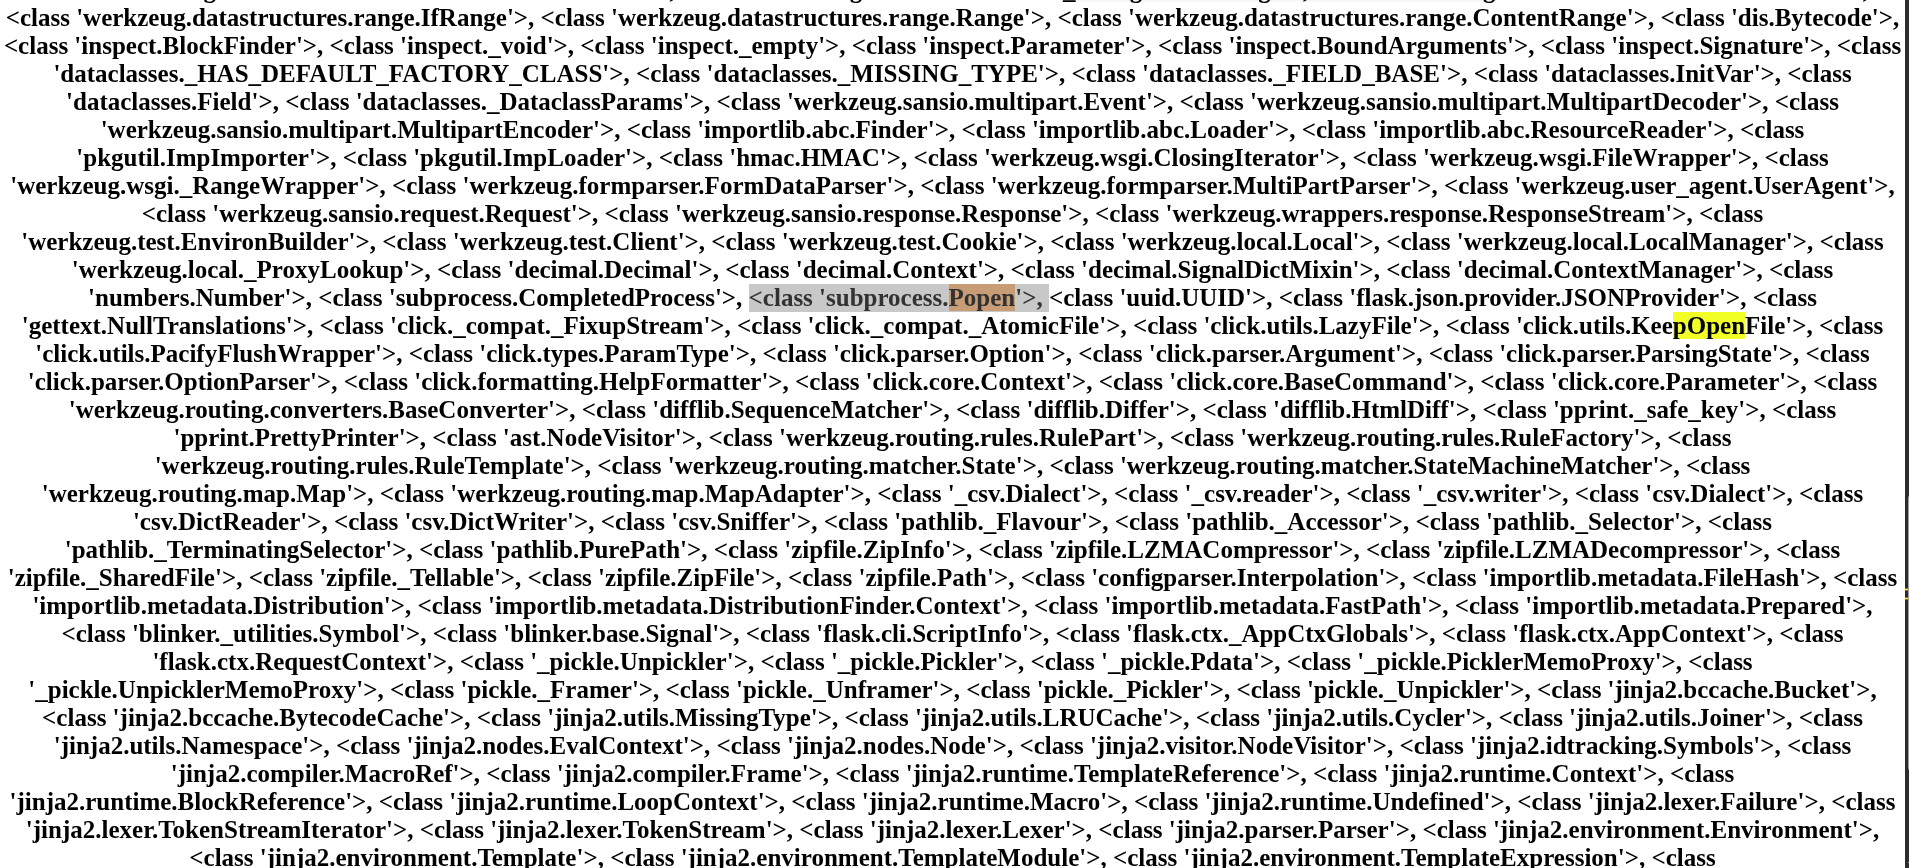 <class 'werkzeug.datastructures.range.IfRange'>, <class 'werkzeug.datastructures.range.Range'>, <class 'werkzeug.datastructures.range.ContentRange'>, <class 'dis.Bytecode'>,
<class 'inspect.BlockFinder'>, <class 'inspect._void'>, <class 'inspect._empty'>, <class 'inspect.Parameter'>, <class 'inspect.BoundArguments'>, <class 'inspect.Signature'>, <class
'dataclasses._HAS_DEFAULT_FACTORY_CLASS'>, <class 'dataclasses._MISSING_TYPE'>, <class 'dataclasses._FIELD_BASE'>, <class 'dataclasses.InitVar'>, <class
'dataclasses.Field'>, <class 'dataclasses._DataclassParams'>, <class 'werkzeug.sansio.multipart.Event'>, <class 'werkzeug.sansio.multipart.MultipartDecoder'>, <class
'werkzeug.sansio.multipart.MultipartEncoder'>, <class 'importlib.abc.Finder'>, <class 'importlib.abc.Loader'>, <class 'importlib.abc.ResourceReader'>, <class
'pkgutil.ImpImporter'>, <class 'pkgutil.ImpLoader'>, <class 'hmac.HMAC'>, <class 'werkzeug.wsgi.ClosingIterator'>, <class 'werkzeug.wsgi.FileWrapper'>, <class
'werkzeug.wsgi._RangeWrapper'>, <class 'werkzeug.formparser.FormDataParser'>, <class 'werkzeug.formparser.MultiPartParser'>, <class 'werkzeug.user_agent.UserAgent'>,
<class 'werkzeug.sansio.request.Request'>, <class 'werkzeug.sansio.response.Response'>, <class 'werkzeug.wrappers.response.ResponseStream'>, <class
'werkzeug.test.EnvironBuilder'>, <class 'werkzeug.test.Client'>, <class 'werkzeug.test.Cookie'>, <class 'werkzeug.local.Local'>, <class 'werkzeug.local.LocalManager'>, <class
'werkzeug.local._ProxyLookup'>, <class 'decimal.Decimal'>, <class 'decimal.Context'>, <class 'decimal.SignalDictMixin'>, <class 'decimal.ContextManager'>, <class
'numbers.Number'>, <class 'subprocess.CompletedProcess'>, <class 'subprocess.Popen'>, <class 'uuid.UUID'>, <class 'flask.json.provider.JSONProvider'>, <class
'gettext.NullTranslations'>, <class 'click._compat._FixupStream'>, <class 'click._compat._AtomicFile'>, <class 'click.utils.LazyFile'>, <class 'click.utils.KeepOpenFile'>, <class
'click.utils.PacifyFlushWrapper'>, <class 'click.types.ParamType'>, <class 'click.parser.Option'>, <class 'click.parser.Argument'>, <class 'click.parser.ParsingState'>, <class
'click.parser.OptionParser'>, <class 'click.formatting.HelpFormatter'>, <class 'click.core.Context'>, <class 'click.core.BaseCommand'>, <class 'click.core.Parameter'>, <class
'werkzeug.routing.converters.BaseConverter'>, <class 'difflib.SequenceMatcher'>, <class 'difflib.Differ'>, <class 'difflib.HtmlDiff'>, <class 'pprint._safe_key'>, <class
'pprint.PrettyPrinter'>, <class 'ast.NodeVisitor'>, <class 'werkzeug.routing.rules.RulePart'>, <class 'werkzeug.routing.rules.RuleFactory'>, <class
'werkzeug.routing.rules.RuleTemplate'>, <class 'werkzeug.routing.matcher.State'>, <class 'werkzeug.routing.matcher.StateMachineMatcher'>, <class
'werkzeug.routing.map.Map'>, <class 'werkzeug.routing.map.MapAdapter'>, <class '_csv.Dialect'>, <class '_csv.reader'>, <class '_csv.writer'>, <class 'csv.Dialect'>, <class
'csv.DictReader'>, <class 'csv.DictWriter'>, <class 'csv.Sniffer'>, <class 'pathlib._Flavour'>, <class 'pathlib._Accessor'>, <class 'pathlib._Selector'>, <class
'pathlib._TerminatingSelector'>, <class 'pathlib.PurePath'>, <class 'zipfile.ZipInfo'>, <class 'zipfile.LZMACompressor'>, <class 'zipfile.LZMADecompressor'>, <class
'zipfile._SharedFile'>, <class 'zipfile._Tellable'>, <class 'zipfile.ZipFile'>, <class 'zipfile.Path'>, <class 'configparser.Interpolation'>, <class 'importlib.metadata.FileHash'>, <class
'importlib.metadata.Distribution'>, <class 'importlib.metadata.DistributionFinder.Context'>, <class 'importlib.metadata.FastPath'>, <class 'importlib.metadata.Prepared'>,
<class 'blinker._utilities.Symbol'>, <class 'blinker.base.Signal'>, <class 'flask.cli.ScriptInfo'>, <class 'flask.ctx._AppCtxGlobals'>, <class 'flask.ctx.AppContext'>, <class
'flask.ctx.RequestContext'>, <class '_pickle.Unpickler'>, <class '_pickle.Pickler'>, <class '_pickle.Pdata'>, <class '_pickle.PicklerMemoProxy'>, <class
'_pickle.UnpicklerMemoProxy'>, <class 'pickle._Framer'>, <class 'pickle._Unframer'>, <class 'pickle._Pickler'>, <class 'pickle._Unpickler'>, <class 'jinja2.bccache.Bucket'>,
<class 'jinja2.bccache.BytecodeCache'>, <class 'jinja2.utils.MissingType'>, <class 'jinja2.utils.LRUCache'>, <class 'jinja2.utils.Cycler'>, <class 'jinja2.utils.Joiner'>, <class
'jinja2.utils.Namespace'>, <class 'jinja2.nodes.EvalContext'>, <class 'jinja2.nodes.Node'>, <class 'jinja2.visitor.NodeVisitor'>, <class 'jinja2.idtracking.Symbols'>, <class
'jinja2.compiler.MacroRef'>, <class 'jinja2.compiler.Frame'>, <class 'jinja2.runtime.TemplateReference'>, <class 'jinja2.runtime.Context'>, <class
'jinja2.runtime.BlockReference'>, <class 'jinja2.runtime.LoopContext'>, <class 'jinja2.runtime.Macro'>, <class 'jinja2.runtime.Undefined'>, <class 'jinja2.lexer.Failure'>, <class
'jinja2.lexer.TokenStreamIterator'>, <class 'jinja2.lexer.TokenStream'>, <class 'jinja2.lexer.Lexer'>, <class 'jinja2.parser.Parser'>, <class 'jinja2.environment.Environment'>,
<class 'jinja2.environment.Template'>, <class 'jinja2.environment.TemplateModule'>, <class 'jinja2.environment.TemplateExpression'>, <class